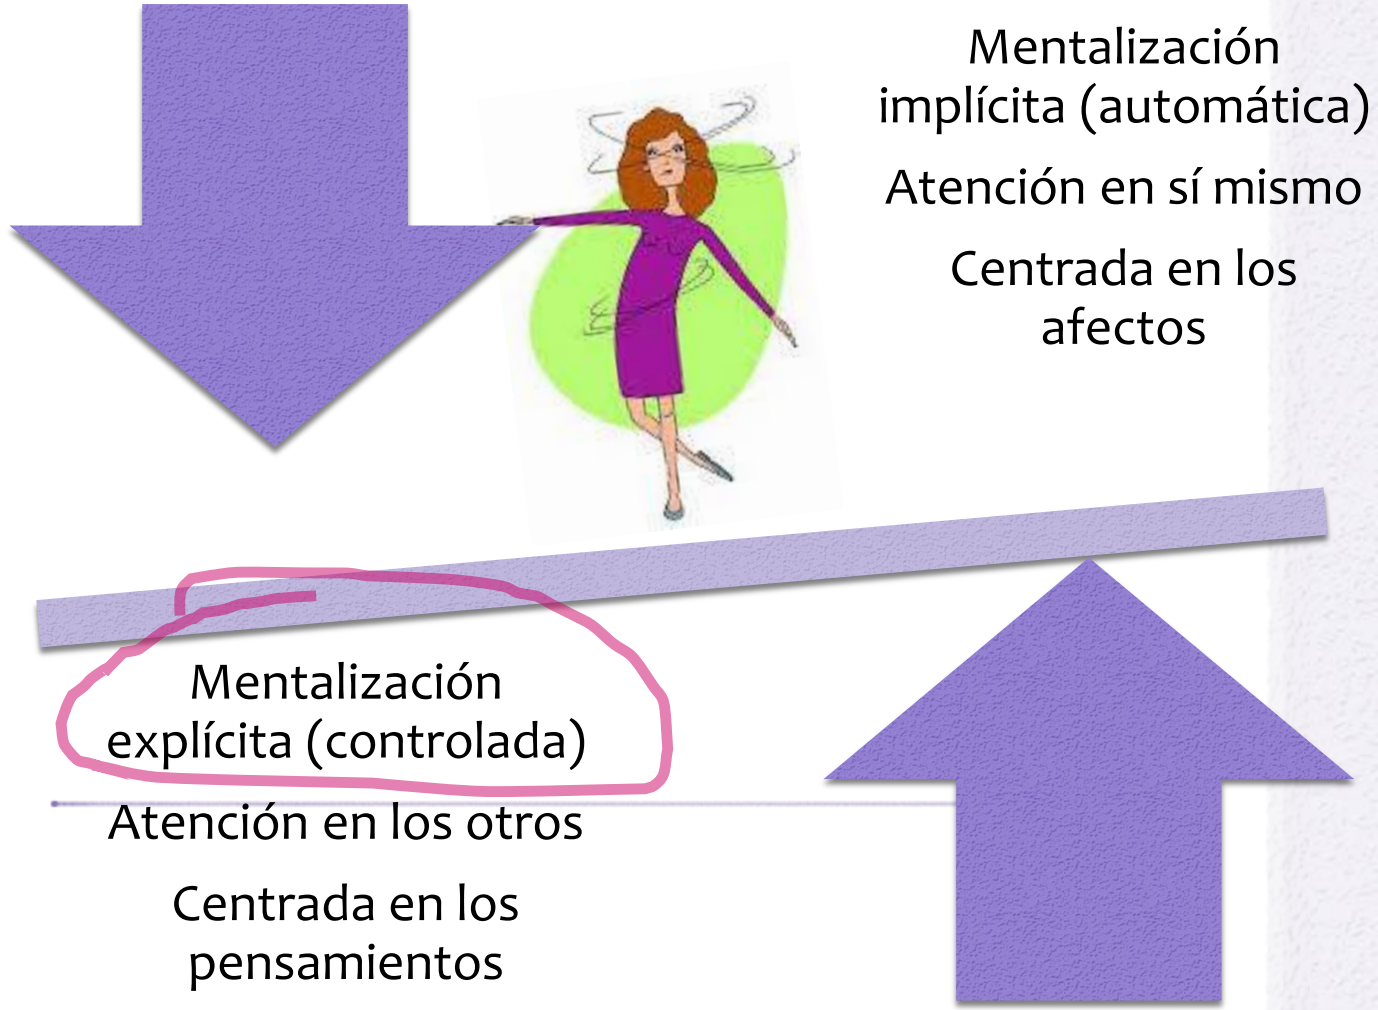 Mentalización
implícita (automática)
Atención en sí mismo
Centrada en los
afectos
Mentalización
explícita (controlada)
Atención en los otros
Centrada en los
pensamientos